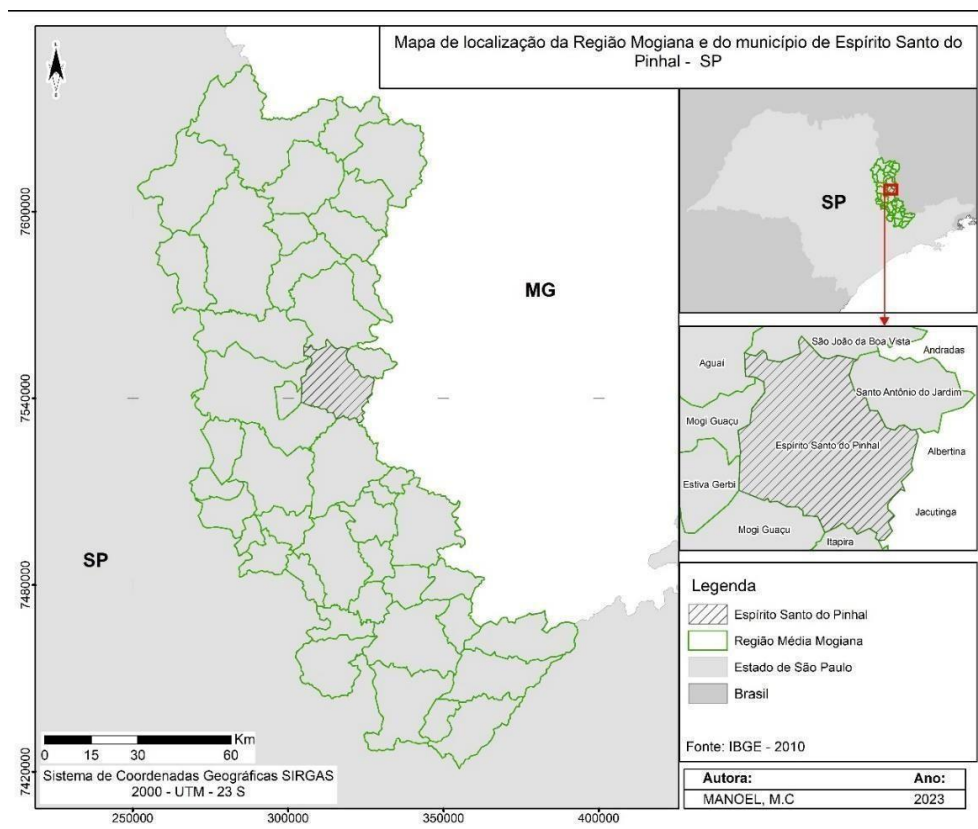 Mapa de localização da Região Mogiana e do município de Espírito Santo do
Pinhal - SP
N
7600000
7540000
7480000
7420000
MG
SP
Km
0 15 30 60
Sistema de Coordenadas Geográficas SIRGAS
2000 - UTM - 23 S
250000 300000 350000 400000
SP
São João da Boa Vista
Andradas
Aguaí
Santo Antônio do Jardim
Mogi Guaçu
Espírito Santo do Pinhal
Albertina
Estiva Gerbi
Jacutinga
Mogi Guaçu
Itapira
Legenda
Espírito Santo do Pinhal
Região Média Mogiana
Estado de São Paulo
Brasil
Fonte: IBGE - 2010
Autora: Ano:
MANOEL, M.C 2023